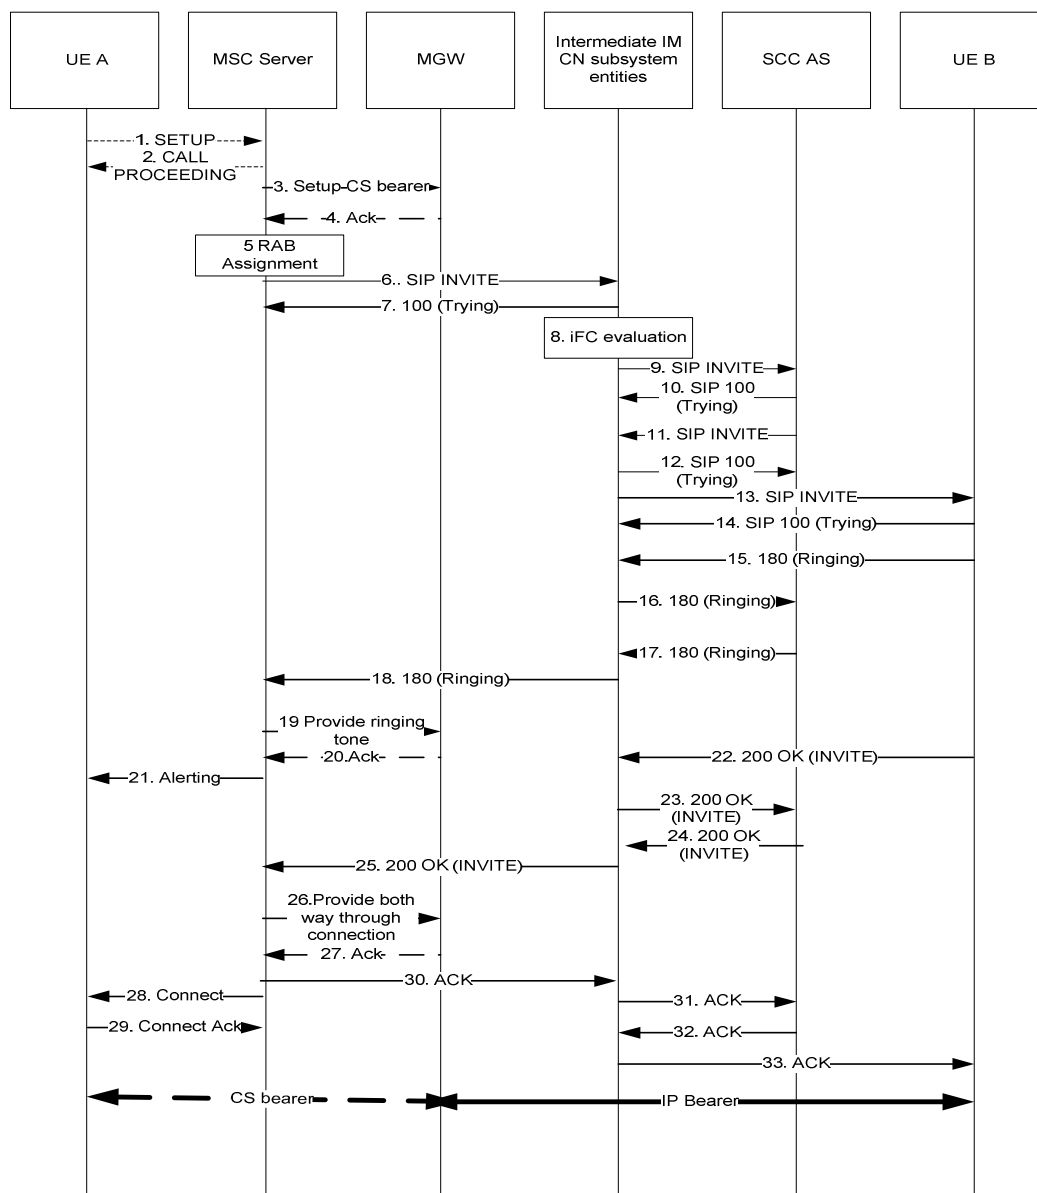 UE A
MSC Server
MGW
Intermediate IM
CN subsystem
entities
SCC AS
UE B
1. SETUP
2. CALL
PROCEEDING
3. Setup CS bearer
4. Ack
5 RAB
Assignment
6.. SIP INVITE
7. 100 (Trying)
8. iFC evaluation
9. SIP INVITE
10. SIP 100
(Trying)
11. SIP INVITE
12. SIP 100
(Trying)
13. SIP INVITE
14. SIP 100 (Trying)
15. 180 (Ringing)
16. 180 (Ringing)
17. 180 (Ringing)
18. 180 (Ringing)
19 Provide ringing
tone
20.Ack
22. 200 OK (INVITE)
21. Alerting
23. 200 OK
(INVITE)
24. 200 OK
(INVITE)
25. 200 OK (INVITE)
26.Provide both
way through
connection
27. Ack
30. ACK
28. Connect
31. ACK
29. Connect Ack
32. ACK
33. ACK
CS bearer
IP Bearer